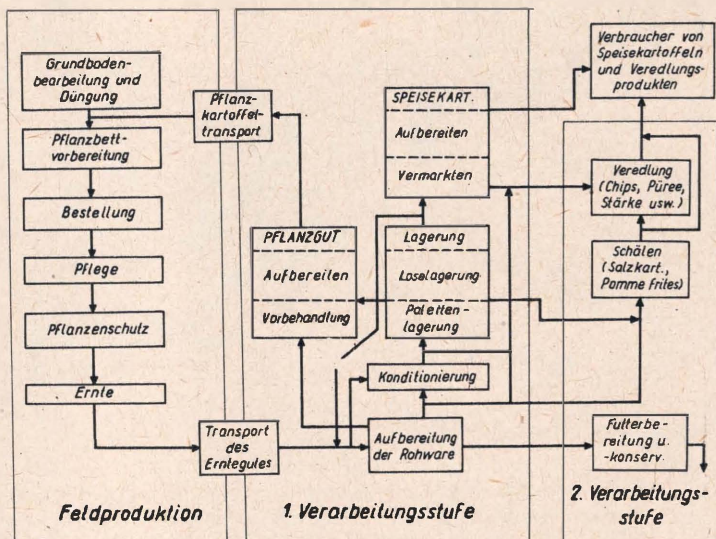 Grundboden-
bearbeitung und
Düngung
Pflanzbett-
vorbereitung
Bestellung
Pflege
Pflanzenschutz
Ernte
Feldproduktion
Pflanz-
kartoffel-
transport
Transport
des
Erntegutes
PFLANZGUT
Aufbereiten
Vorbehandlung
SPEISEKART.
Aufbereiten
Vermarkten
Lagerung
Loselagerung
Paletten-
lagerung
Konditionierung
Aufbereitung
der Rohware
1. Verarbeitungsstufe
Verbraucher von
Speisekartoffeln
und Veredlungs-
produkten
Veredlung
(Chips, Püree,
Stärke usw.)
Schälen
(Salzkart.,
Pomme frites)
Futterbe-
reitung u.
-konserv.
2. Verarbeitungs-
stufe